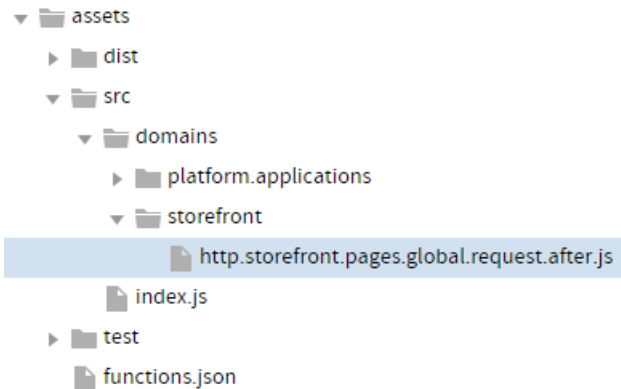 assets
dist
src
domains
platform.applications
storefront
http.storefront.pages.global.request.after.js
index.js
test
functions.json